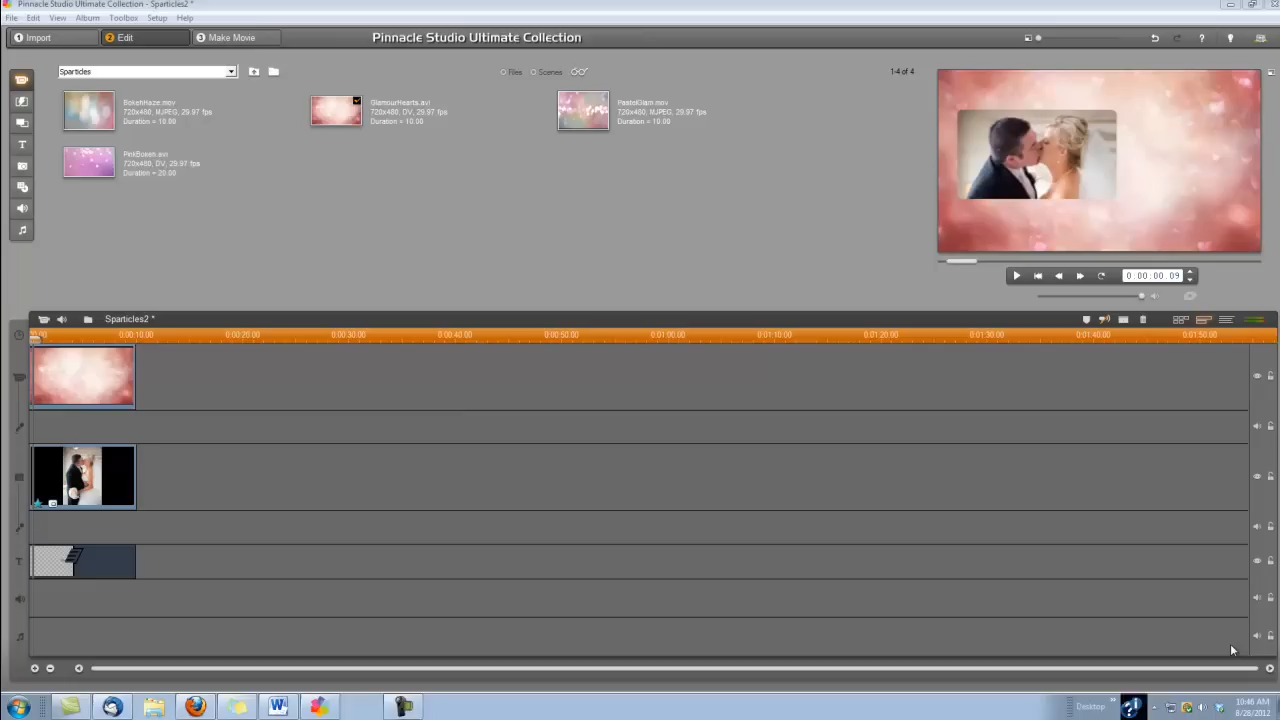 Pinnacle Studio Ultimate Collection - Sparticles2 *
File Edit View Album Toolbox Setup Help
1 Import 2 Edit 3 Make Movie Pinnacle Studio Ultimate Collection ?
Sparticles Files Scenes 1-4 of 4
BokehHaze.mov
720x480, MJPEG, 29.97 fps
Duration = 10.00
GlamourHearts.avi
720x480, DV, 29.97 fps
Duration = 10.00
PastelGlam.mov
720x480, MJPEG, 29.97 fps
Duration = 10.00
PinkBokeh.avi
720x480, DV, 29.97 fps
Duration = 20.00
T
0:00:00.09
Sparticles2 *
0:00:10.00 0:00:20.00 0:00:30.00 0:00:40.00 0:00:50.00 0:01:00.00 0:01:10.00 0:01:20.00 0:01:30.00 0:01:40.00 0:01:50.00
T
W
Desktop
10:46 AM
8/28/2012